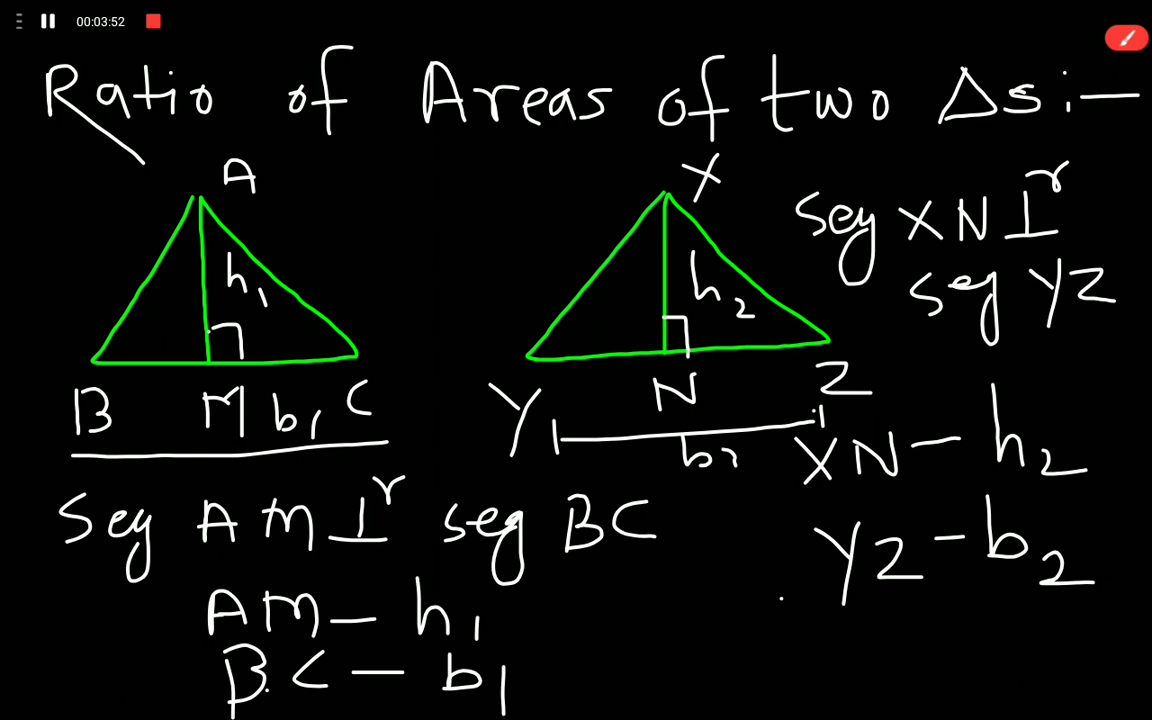 00:03:52
Ratio of Areas of two Δs :—
A
h₁
B M b₁ C
X
h₂
Y N Z
b₂
seg XN ⊥ʳ
seg YZ
XN — h₂
YZ — b₂
Seg AM ⊥ʳ seg BC
AM — h₁
BC — b₁